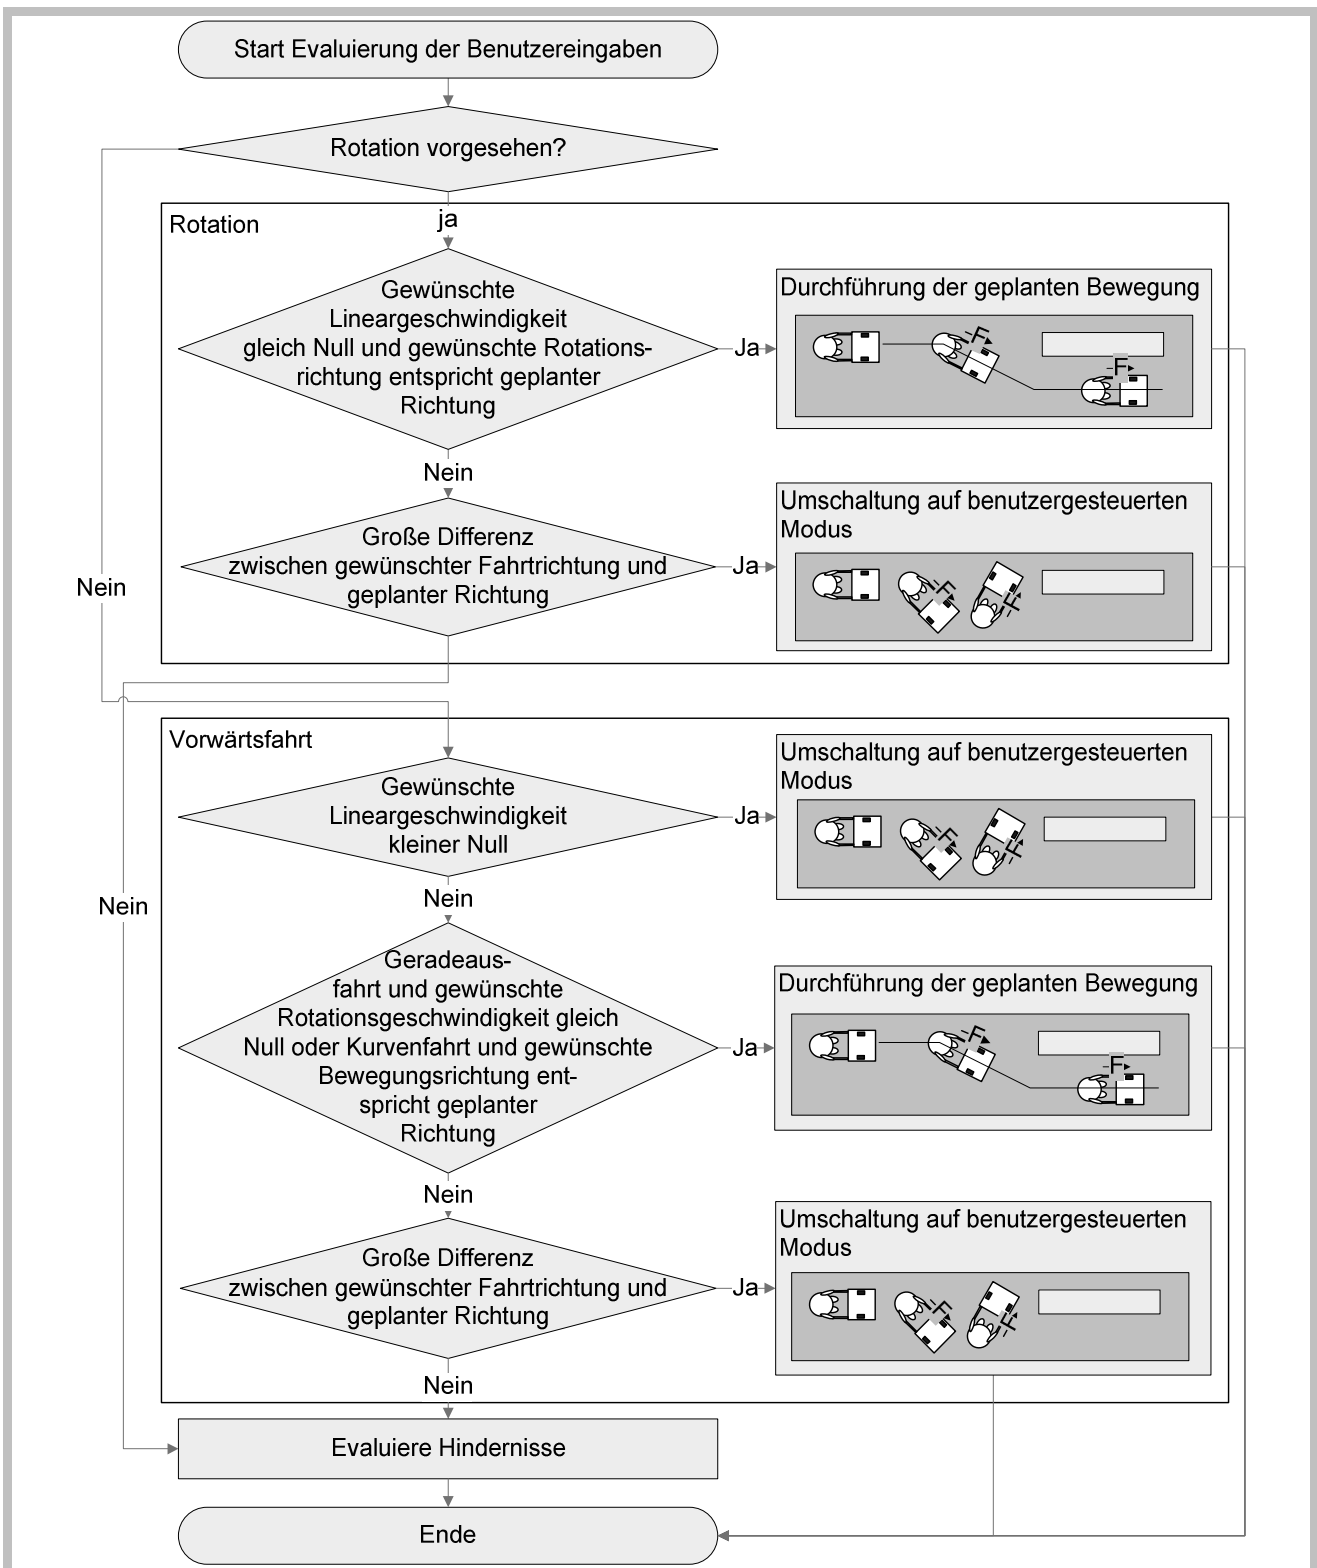 Start Evaluierung der Benutzereingaben
Rotation vorgesehen?
ja
Rotation
Gewünschte
Lineargeschwindigkeit
gleich Null und gewünschte Rotations-
richtung entspricht geplanter
Richtung
Ja
Durchführung der geplanten Bewegung
F
F
Nein
Große Differenz
zwischen gewünschter Fahrtrichtung und
geplanter Richtung
Ja
Umschaltung auf benutzergesteuerten
Modus
F
F
Nein
Vorwärtsfahrt
Gewünschte
Lineargeschwindigkeit
kleiner Null
Ja
Umschaltung auf benutzergesteuerten
Modus
F
F
Nein
Nein
Geradeaus-
fahrt und gewünschte
Rotationsgeschwindigkeit gleich
Null oder Kurvenfahrt und gewünschte
Bewegungsrichtung ent-
spricht geplanter
Richtung
Ja
Durchführung der geplanten Bewegung
F
F
Nein
Große Differenz
zwischen gewünschter Fahrtrichtung und
geplanter Richtung
Ja
Umschaltung auf benutzergesteuerten
Modus
F
F
Nein
Evaluiere Hindernisse
Ende